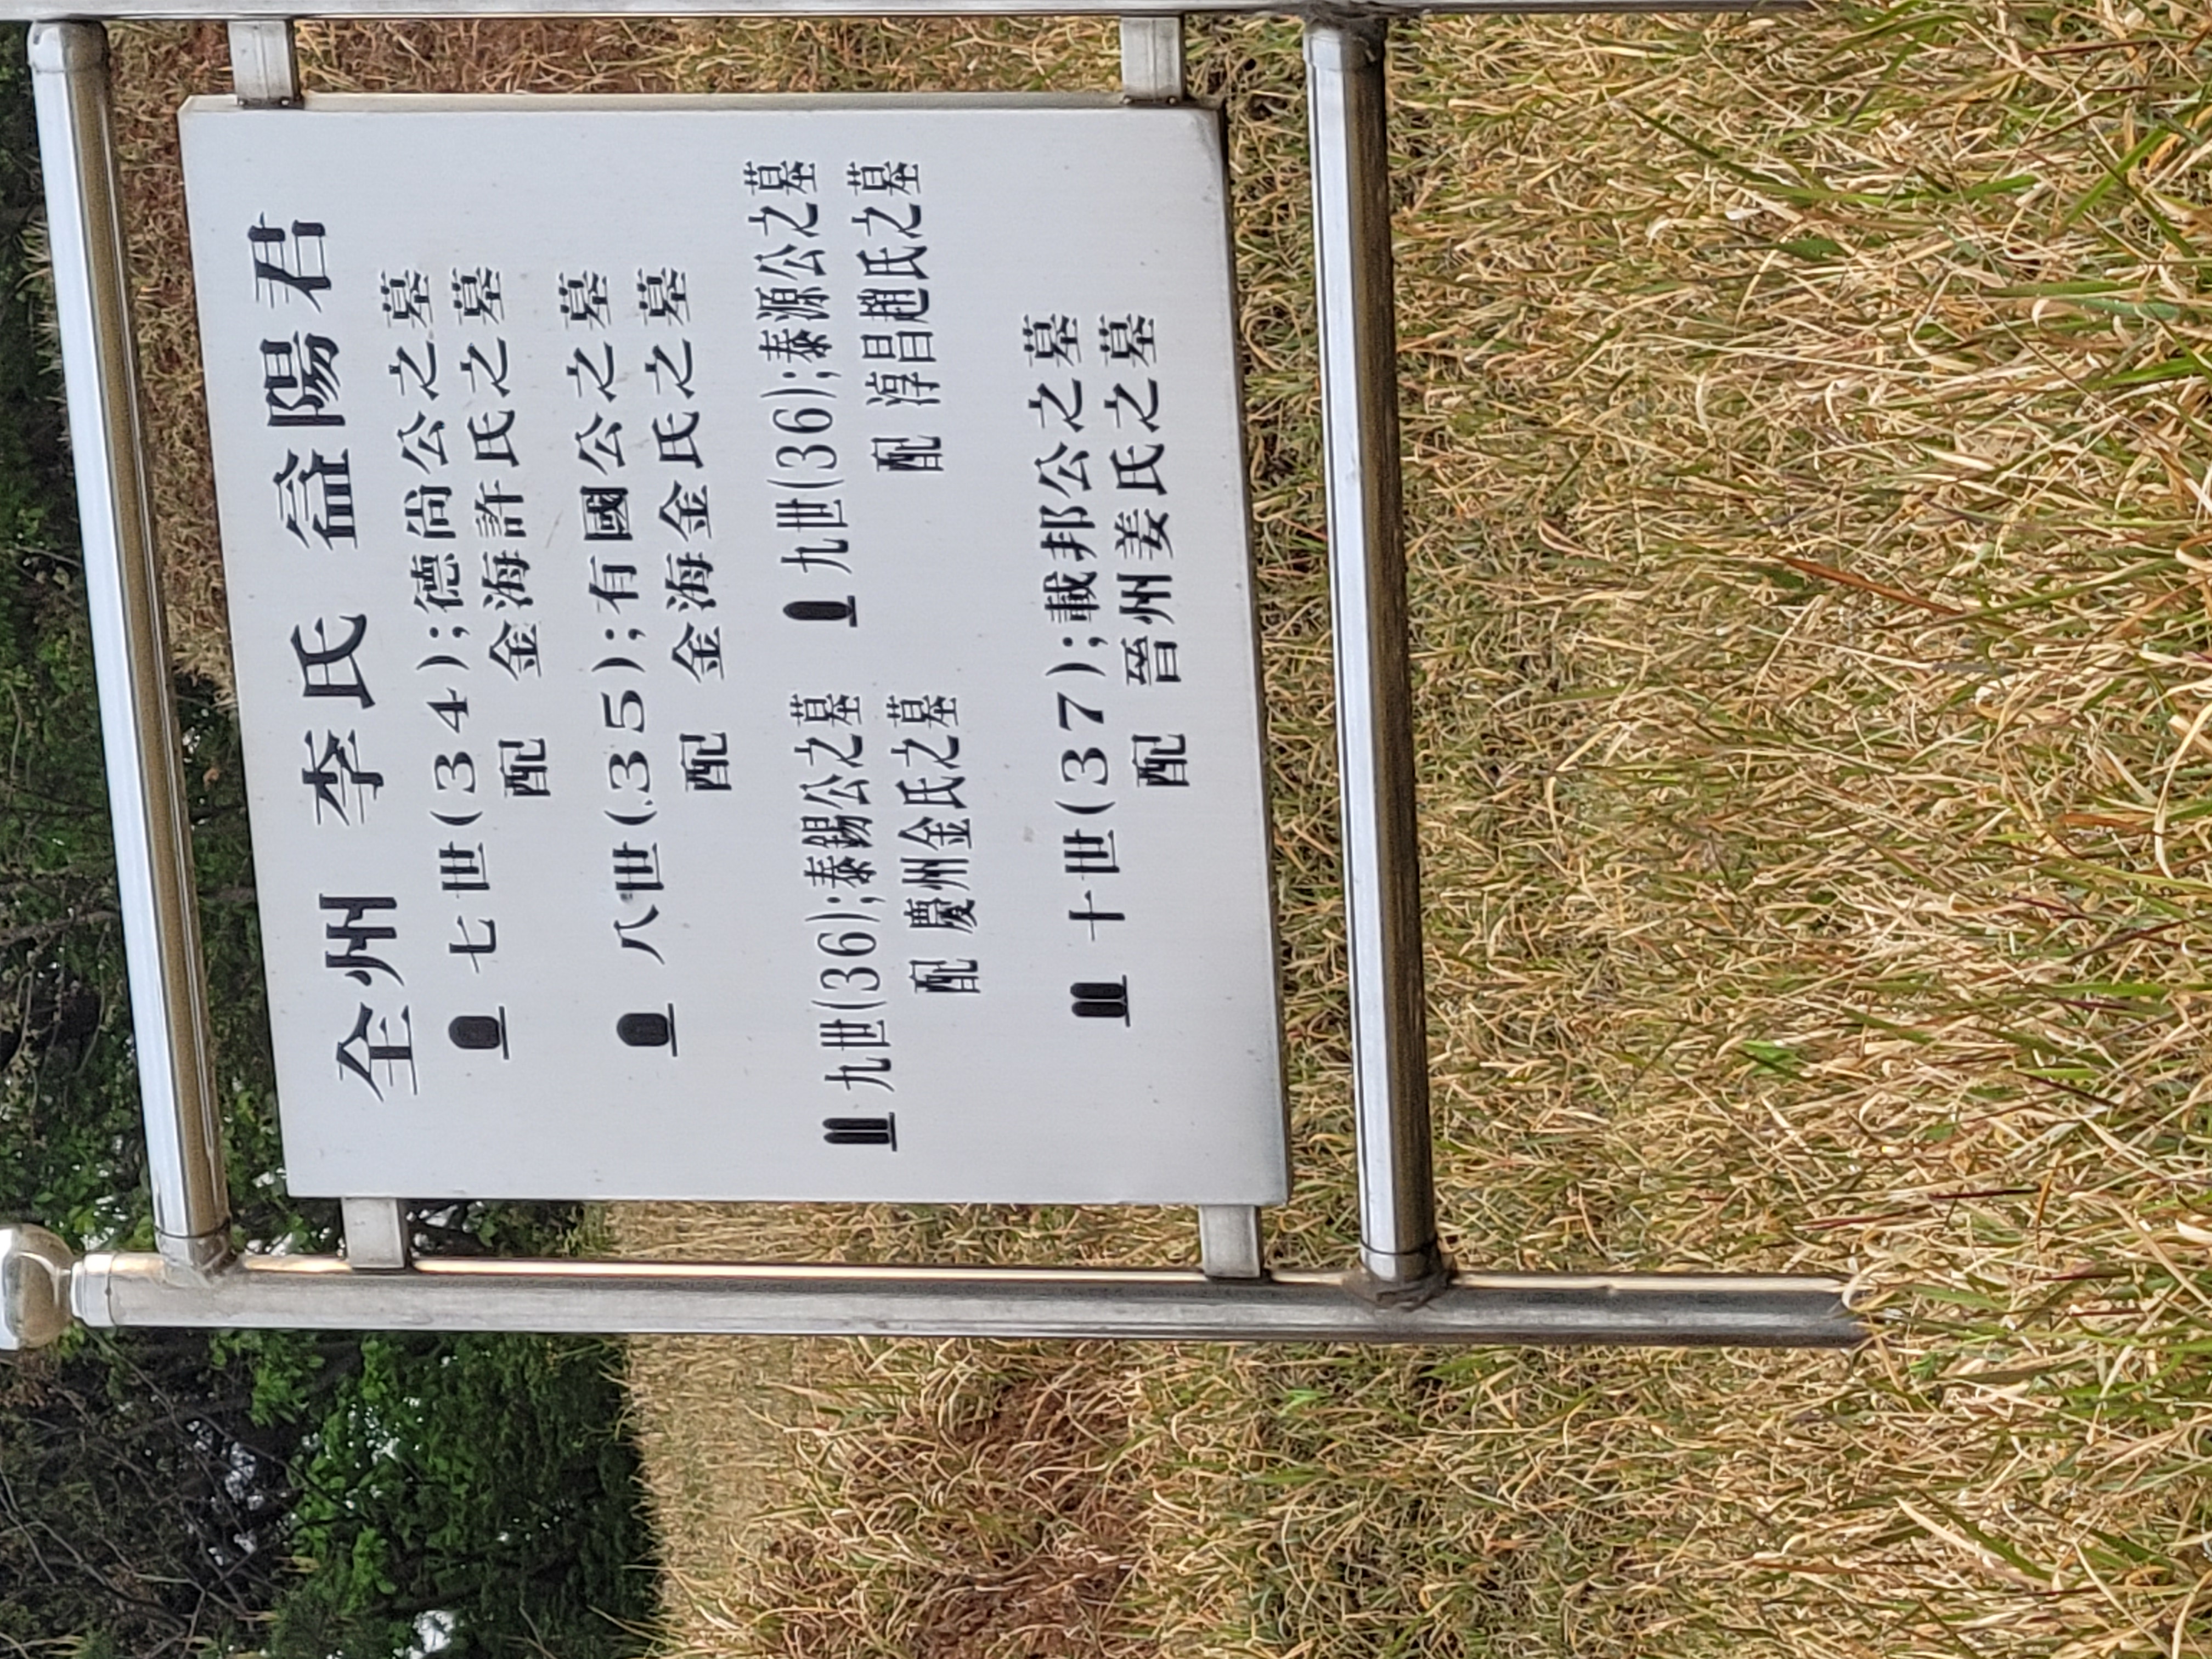 全州 李氏 益陽君
七世(34);德尙公之墓
配 金海許氏之墓
八世(35);有國公之墓
配 金海金氏之墓
九世(36);泰錫公之墓
配 慶州金氏之墓
九世(36);泰源公之墓
配 淳昌趙氏之墓
十世(37);載邦公之墓
配 晉州姜氏之墓